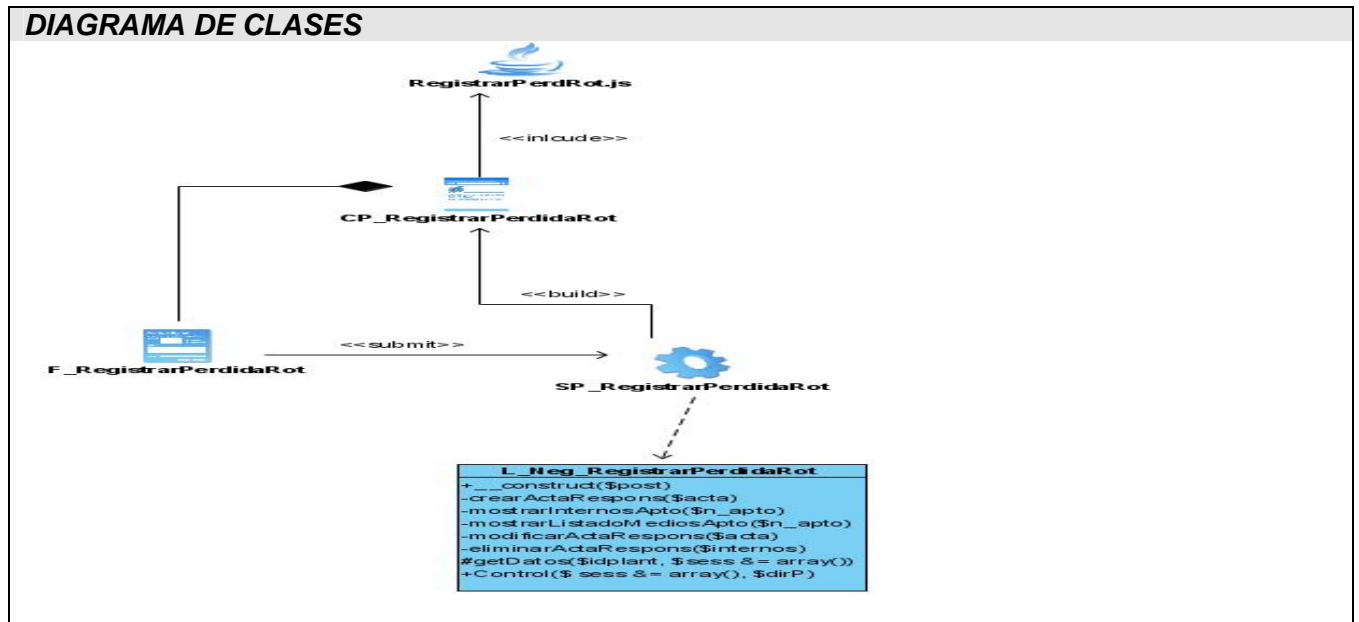 DIAGRAMA DE CLASES
RegistrarPerdRot.js
<<inlcude>>
CP_RegistrarPerdidaRot
<<build>>
<<submit>>
F_RegistrarPerdidaRot
SP_RegistrarPerdidaRot
L_Neg_RegistrarPerdidaRot
+__construct($post)
-crearActaRespons($acta)
-mostrarInternosApto($n_apto)
-mostrarListadoMediosApto($n_apto)
-modificarActaRespons($acta)
-eliminarActaRespons($internos)
#getDatos($idplant, $sess &= array())
+Control($ sess &= array(), $dirP)